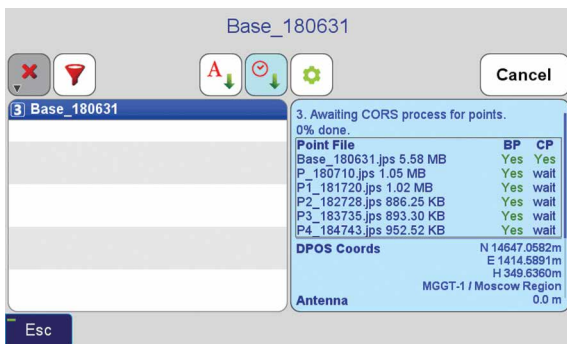 Base_180631
A
Cancel
3 Base_180631
3. Awaiting CORS process for points.
0% done.
Point File BP CP
Base_180631.jps 5.58 MB Yes Yes
P_180710.jps 1.05 MB Yes wait
P1_181720.jps 1.02 MB Yes wait
P2_182728.jps 886.25 KB Yes wait
P3_183735.jps 893.30 KB Yes wait
P4_184743.jps 952.52 KB Yes wait
DPOS Coords N 14647.0582m
E 1414.5891m
H 349.6360m
MGGT-1 / Moscow Region
Antenna 0.0 m
Esc